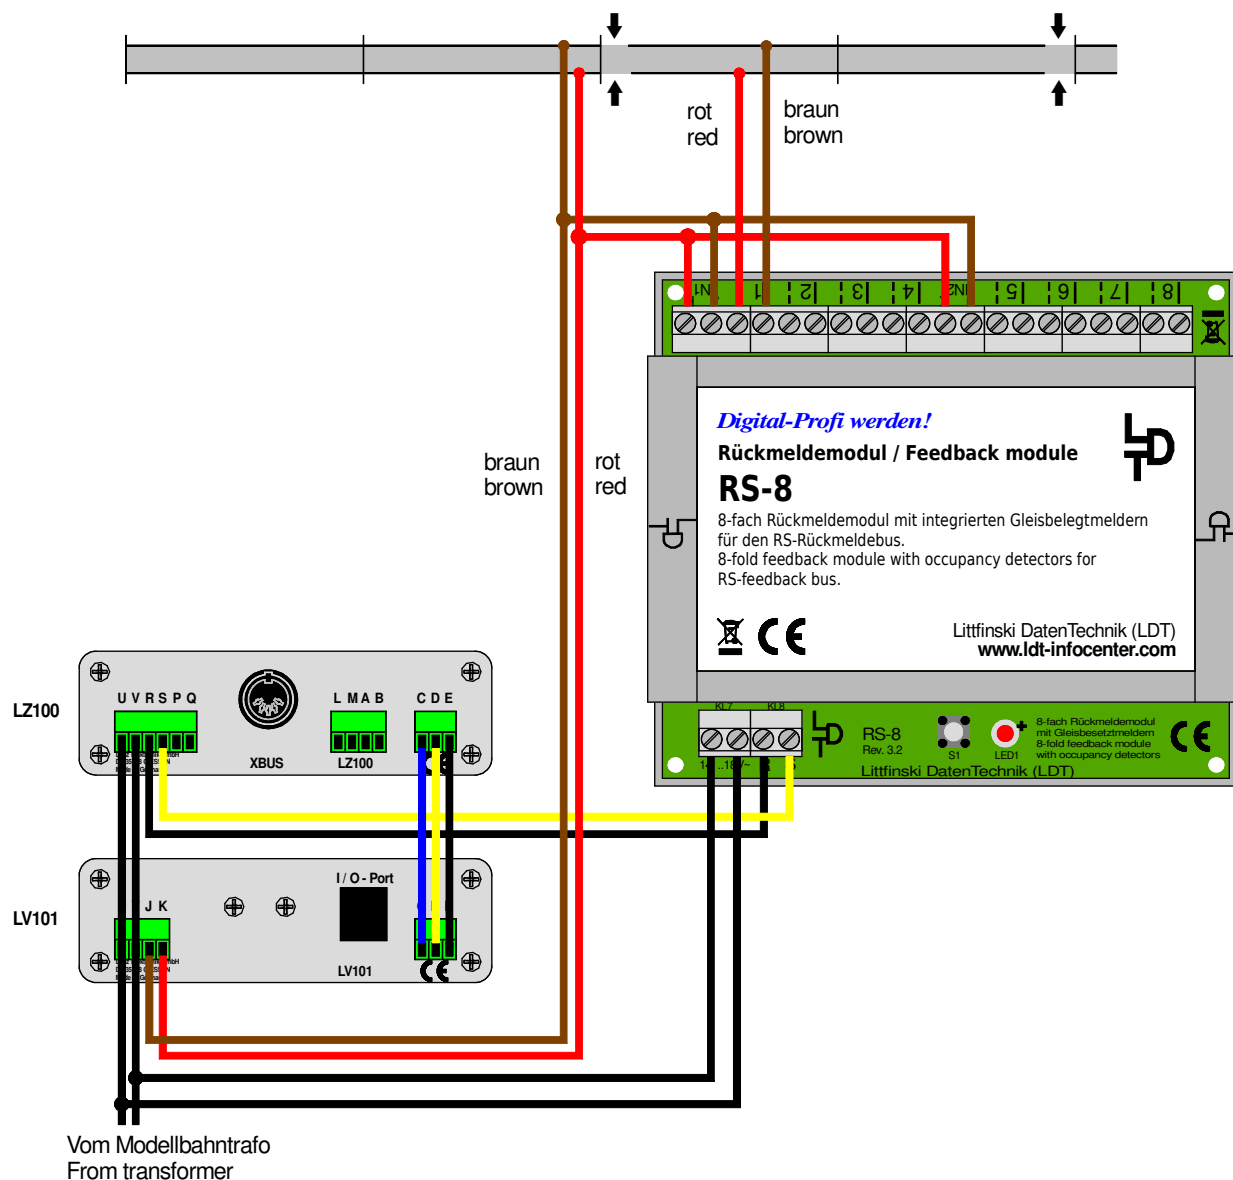 rot
red
braun
brown
IN1
1
2
3
4
IN2
5
6
7
8
Digital-Profi werden!
Rückmeldemodul / Feedback module
RS-8
8-fach Rückmeldemodul mit integrierten Gleisbelegtmeldern
für den RS-Rückmeldebus.
8-fold feedback module with occupancy detectors for
RS-feedback bus.
CE
Littfinski DatenTechnik (LDT)
www.ldt-infocenter.com
braun
brown
rot
red
LZ100
U V R S P Q
XBUS
L M A B
LZ100
C D E
KL7
KL8
RS-8
Rev. 3.2
S1
LED1
8-fach Rückmeldemodul
mit Gleisbesetztmeldern
8-fold feedback module
with occupancy detectors
CE
Littfinski DatenTechnik (LDT)
LV101
J K
I / O - Port
LV101
CE
Vom Modellbahntrafo
From transformer